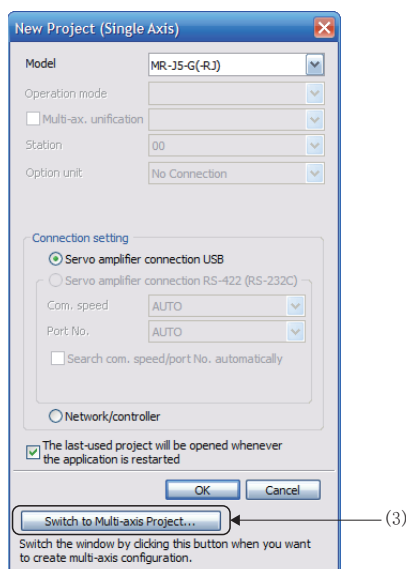 New Project (Single Axis)
Model
MR-J5-G(-RJ)
Operation mode
Multi-ax. unification
Station
00
Option unit
No Connection
Connection setting
Servo amplifier connection USB
Servo amplifier connection RS-422 (RS-232C)
Com. speed
AUTO
Port No.
AUTO
Search com. speed/port No. automatically
Network/controller
The last-used project will be opened whenever
the application is restarted
OK
Cancel
Switch to Multi-axis Project...
(3)
Switch the window by clicking this button when you want
to create multi-axis configuration.